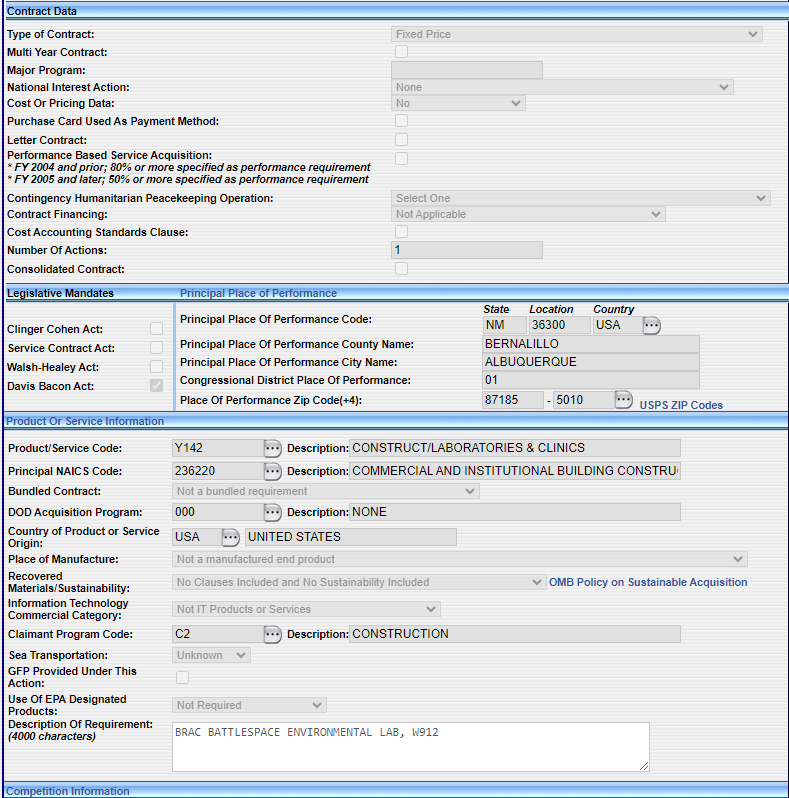 Contract Data
Type of Contract: Fixed Price
Multi Year Contract:
Major Program:
National Interest Action: None
Cost Or Pricing Data: No
Purchase Card Used As Payment Method:
Letter Contract:
Performance Based Service Acquisition:
* FY 2004 and prior; 80% or more specified as performance requirement
* FY 2005 and later; 50% or more specified as performance requirement
Contingency Humanitarian Peacekeeping Operation: Select One
Contract Financing: Not Applicable
Cost Accounting Standards Clause:
Number Of Actions: 1
Consolidated Contract:
Legislative Mandates Principal Place of Performance
Clinger Cohen Act:
Service Contract Act:
Walsh-Healey Act:
Davis Bacon Act:
State Location Country
Principal Place Of Performance Code: NM 36300 USA ...
Principal Place Of Performance County Name: BERNALILLO
Principal Place Of Performance City Name: ALBUQUERQUE
Congressional District Place Of Performance: 01
Place Of Performance Zip Code(+4): 87185 - 5010 ... USPS ZIP Codes
Product Or Service Information
Product/Service Code: Y142 ... Description: CONSTRUCT/LABORATORIES & CLINICS
Principal NAICS Code: 236220 ... Description: COMMERCIAL AND INSTITUTIONAL BUILDING CONSTRU
Bundled Contract: Not a bundled requirement
DOD Acquisition Program: 000 ... Description: NONE
Country of Product or Service
Origin: USA ... UNITED STATES
Place of Manufacture: Not a manufactured end product
Recovered
Materials/Sustainability: No Clauses Included and No Sustainability Included OMB Policy on Sustainable Acquisition
Information Technology
Commercial Category: Not IT Products or Services
Claimant Program Code: C2 ... Description: CONSTRUCTION
Sea Transportation: Unknown
GFP Provided Under This
Action:
Use Of EPA Designated
Products: Not Required
Description Of Requirement:
(4000 characters)
BRAC BATTLESPACE ENVIRONMENTAL LAB, W912
Competition Information